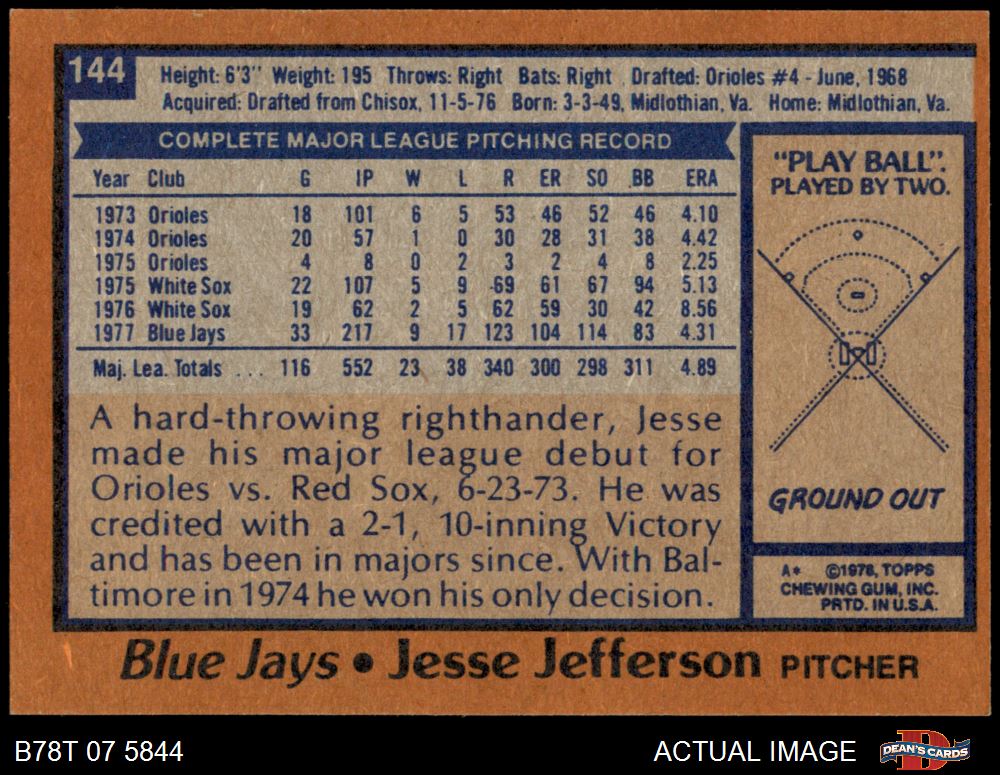 144
Height: 6'3" Weight: 195 Throws: Right Bats: Right Drafted: Orioles #4 - June, 1968
Acquired: Drafted from Chisox, 11-5-76 Born: 3-3-49, Midlothian, Va. Home: Midlothian, Va.
COMPLETE MAJOR LEAGUE PITCHING RECORD
Year Club G IP W L R ER SO BB ERA
1973 Orioles 18 101 6 5 53 46 52 46 4.10
1974 Orioles 20 57 1 0 30 28 31 38 4.42
1975 Orioles 4 8 0 2 3 2 4 8 2.25
1975 White Sox 22 107 5 9 69 61 67 94 5.13
1976 White Sox 19 62 2 5 62 59 30 42 8.56
1977 Blue Jays 33 217 9 17 123 104 114 83 4.31
Maj. Lea. Totals ... 116 552 23 38 340 300 298 311 4.89
A hard-throwing righthander, Jesse
made his major league debut for
Orioles vs. Red Sox, 6-23-73. He was
credited with a 2-1, 10-inning Victory
and has been in majors since. With Bal-
timore in 1974 he won his only decision.
"PLAY BALL".
PLAYED BY TWO.
GROUND OUT
A* ©1978, TOPPS
CHEWING GUM, INC.
PRTD. IN U.S.A.
Blue Jays • Jesse Jefferson PITCHER
B78T 07 5844
ACTUAL IMAGE
D
DEAN'S CARDS